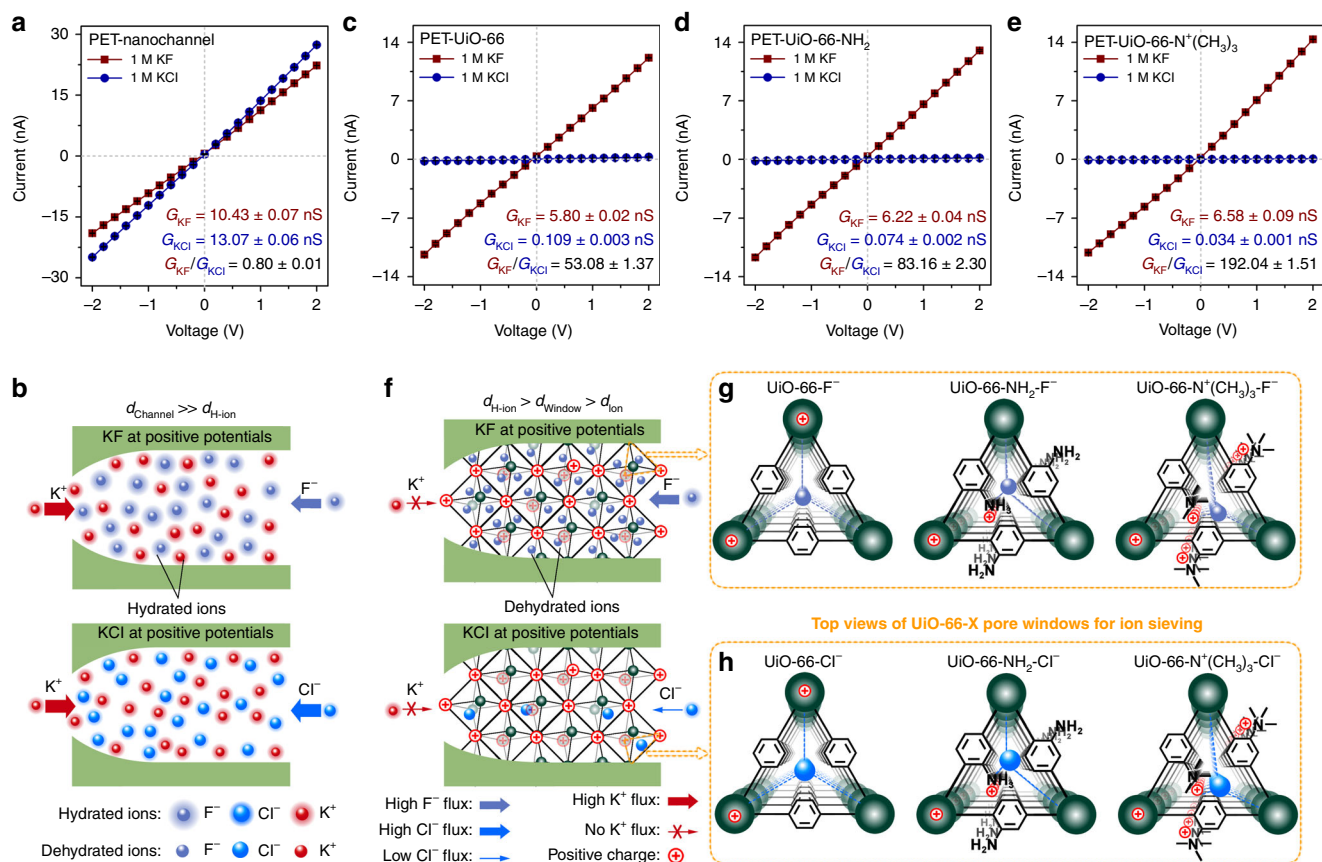 a
PET-nanochannel
1 M KF
1 M KCl
Current (nA)
30
15
0
−15
−30
G_KF = 10.43 ± 0.07 nS
G_KCl = 13.07 ± 0.06 nS
G_KF/G_KCl = 0.80 ± 0.01
−2 −1 0 1 2
Voltage (V)
c
PET-UiO-66
1 M KF
1 M KCl
Current (nA)
14
7
0
−7
−14
G_KF = 5.80 ± 0.02 nS
G_KCl = 0.109 ± 0.003 nS
G_KF/G_KCl = 53.08 ± 1.37
−2 −1 0 1 2
Voltage (V)
d
PET-UiO-66-NH₂
1 M KF
1 M KCl
Current (nA)
14
7
0
−7
−14
G_KF = 6.22 ± 0.04 nS
G_KCl = 0.074 ± 0.002 nS
G_KF/G_KCl = 83.16 ± 2.30
−2 −1 0 1 2
Voltage (V)
e
PET-UiO-66-N⁺(CH₃)₃
1 M KF
1 M KCl
Current (nA)
14
7
0
−7
−14
G_KF = 6.58 ± 0.09 nS
G_KCl = 0.034 ± 0.001 nS
G_KF/G_KCl = 192.04 ± 1.51
−2 −1 0 1 2
Voltage (V)
b
d_Channel >> d_H-ion
KF at positive potentials
K⁺
F⁻
Hydrated ions
KCl at positive potentials
K⁺
Cl⁻
Hydrated ions: F⁻ Cl⁻ K⁺
Dehydrated ions: F⁻ Cl⁻ K⁺
f
d_H-ion > d_Window > d_Ion
KF at positive potentials
K⁺
F⁻
Dehydrated ions
KCl at positive potentials
K⁺
Cl⁻
High F⁻ flux:
High K⁺ flux:
High Cl⁻ flux:
No K⁺ flux:
Low Cl⁻ flux:
Positive charge:
g
UiO-66-F⁻
UiO-66-NH₂-F⁻
NH₂
NH₂
NH₃
H₂N
H₂N
UiO-66-N⁺(CH₃)₃-F⁻
N
N
N
Top views of UiO-66-X pore windows for ion sieving
h
UiO-66-Cl⁻
UiO-66-NH₂-Cl⁻
NH₂
NH₂
NH₃
H₂N
H₂N
UiO-66-N⁺(CH₃)₃-Cl⁻
N
N
N